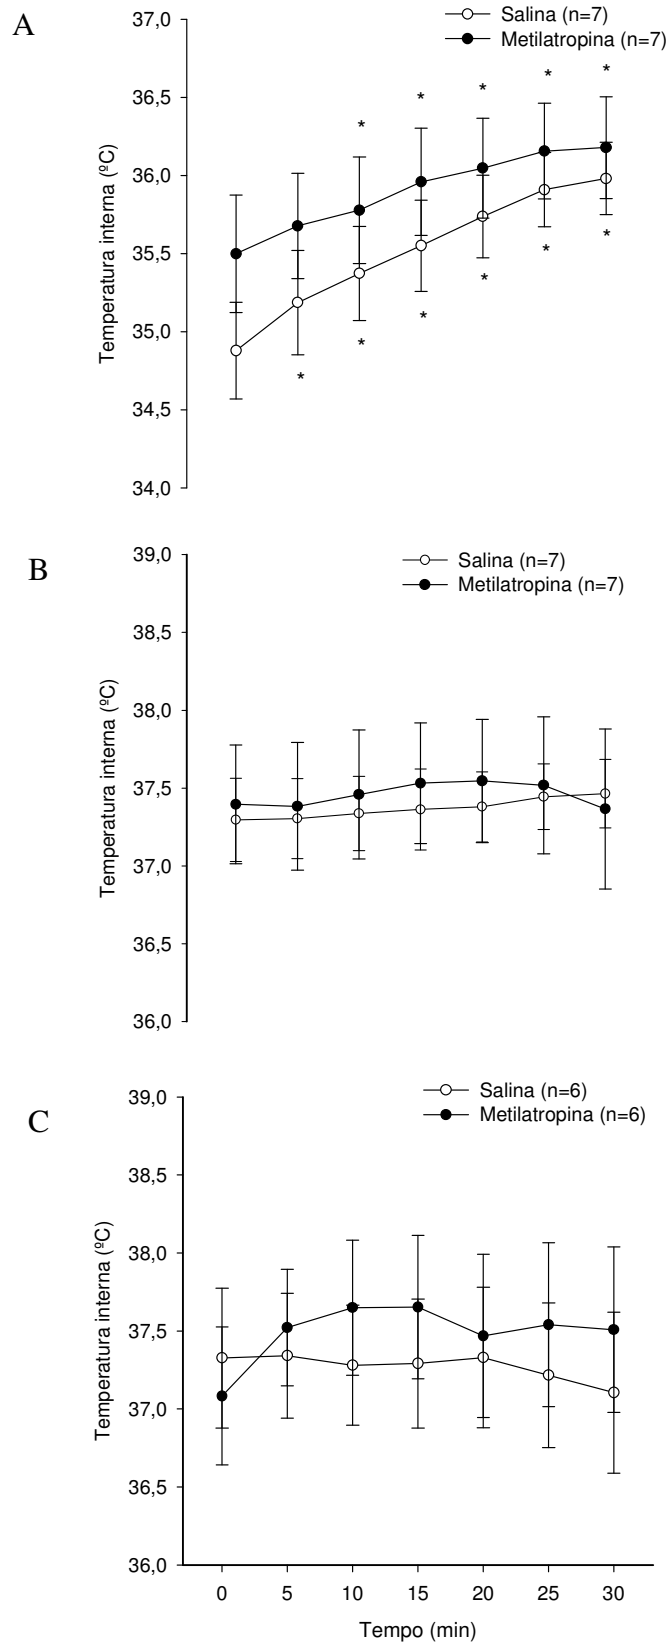 A
Salina (n=7)
Metilatropina (n=7)
Temperatura interna (ºC)
37,0
36,5
36,0
35,5
35,0
34,5
34,0
* * * * *
* * * * * *
B
Salina (n=7)
Metilatropina (n=7)
Temperatura interna (ºC)
39,0
38,5
38,0
37,5
37,0
36,5
36,0
C
Salina (n=6)
Metilatropina (n=6)
Temperatura interna (ºC)
39,0
38,5
38,0
37,5
37,0
36,5
36,0
0 5 10 15 20 25 30
Tempo (min)